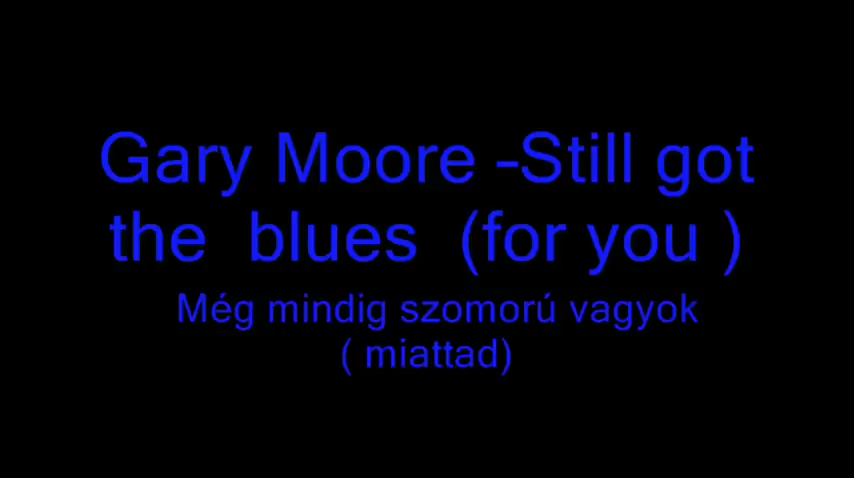 Gary Moore -Still got
the blues (for you )
Még mindig szomorú vagyok
( miattad)